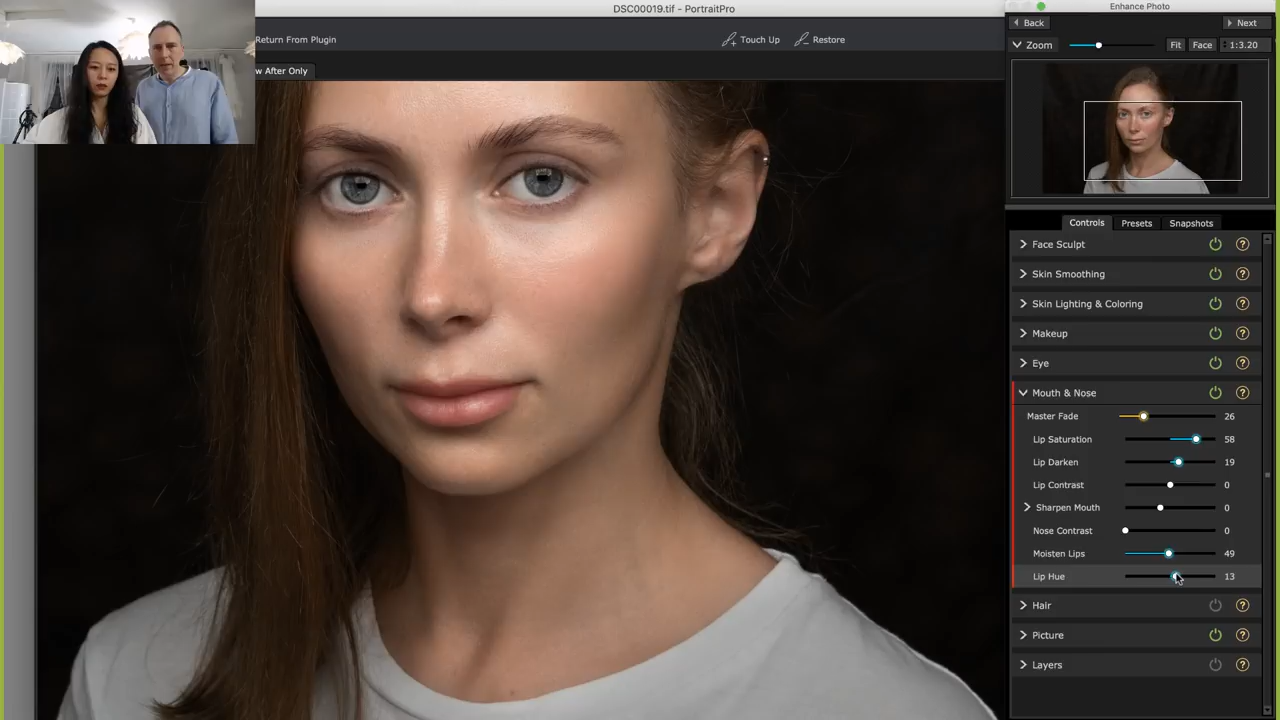 DSC00019.tif - PortraitPro
Enhance Photo
Back
Next
Return From Plugin
Touch Up
Restore
Zoom
Fit
Face
1:3.20
w After Only
Controls
Presets
Snapshots
Face Sculpt ?
Skin Smoothing ?
Skin Lighting & Coloring ?
Makeup ?
Eye ?
Mouth & Nose ?
Master Fade 26
Lip Saturation 58
Lip Darken 19
Lip Contrast 0
Sharpen Mouth 0
Nose Contrast 0
Moisten Lips 49
Lip Hue 13
Hair ?
Picture ?
Layers ?